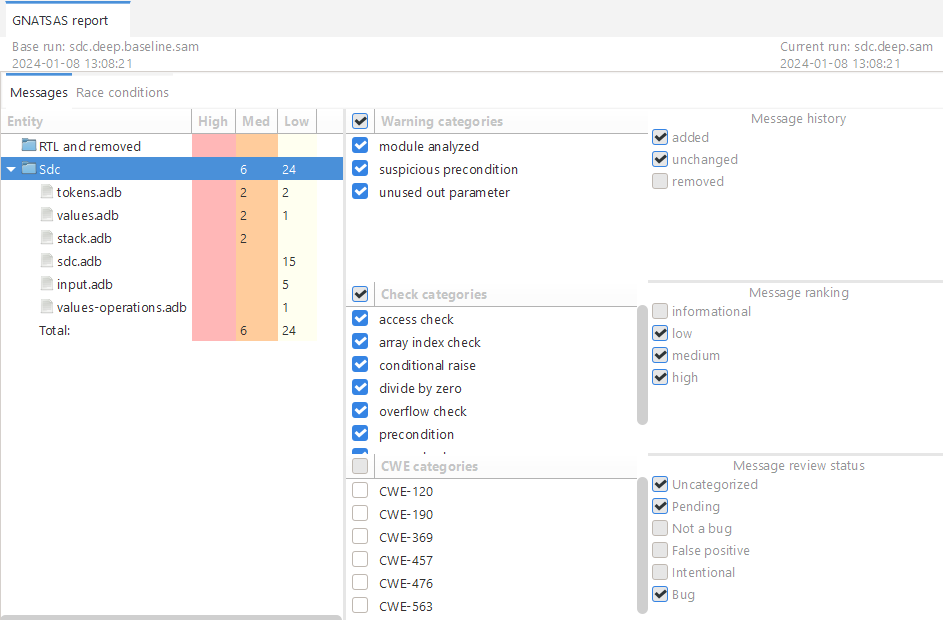 GNATSAS report
Base run: sdc.deep.baseline.sam
2024-01-08 13:08:21
Current run: sdc.deep.sam
2024-01-08 13:08:21
Messages Race conditions
Entity High Med Low
RTL and removed
Sdc 6 24
tokens.adb 2 2
values.adb 2 1
stack.adb 2
sdc.adb 15
input.adb 5
values-operations.adb 1
Total: 6 24
Warning categories
module analyzed
suspicious precondition
unused out parameter
Check categories
access check
array index check
conditional raise
divide by zero
overflow check
precondition
CWE categories
CWE-120
CWE-190
CWE-369
CWE-457
CWE-476
CWE-563
Message history
added
unchanged
removed
Message ranking
informational
low
medium
high
Message review status
Uncategorized
Pending
Not a bug
False positive
Intentional
Bug